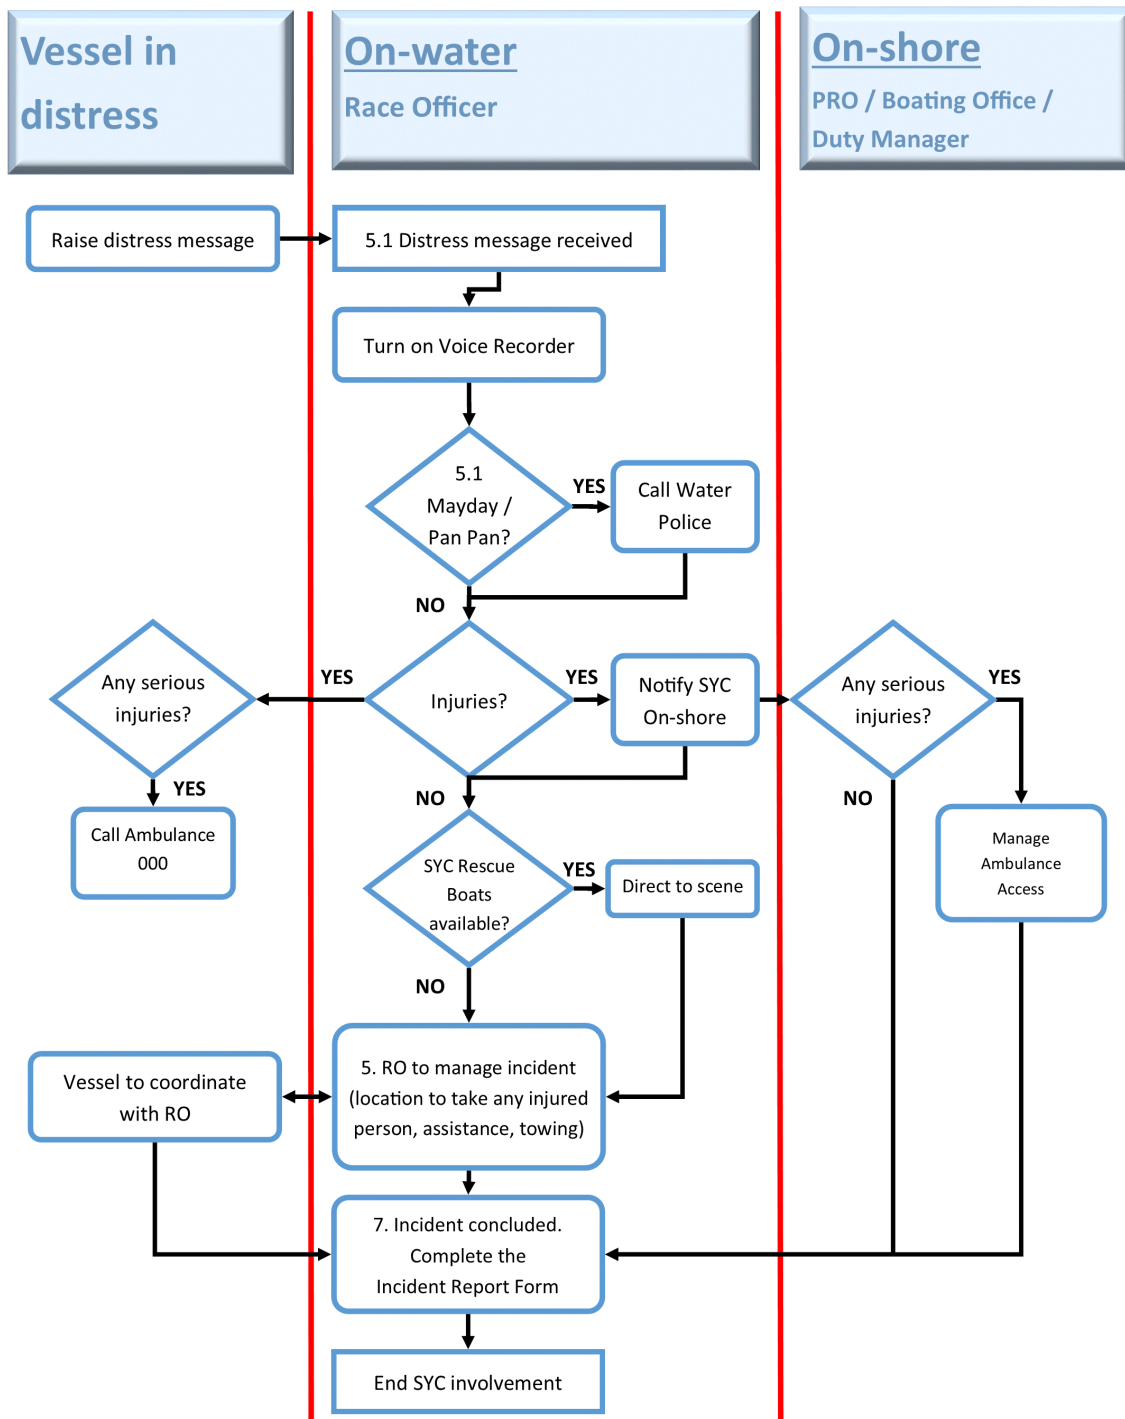 Vessel in
distress
On-water
Race Officer
On-shore
PRO / Boating Office /
Duty Manager
Raise distress message
5.1 Distress message received
Turn on Voice Recorder
5.1
Mayday /
Pan Pan?
YES
Call Water
Police
NO
Any serious
injuries?
YES
Injuries?
YES
Notify SYC
On-shore
Any serious
injuries?
YES
YES
Call Ambulance
000
NO
NO
Manage
Ambulance
Access
SYC Rescue
Boats
available?
YES
Direct to scene
NO
Vessel to coordinate
with RO
5. RO to manage incident
(location to take any injured
person, assistance, towing)
7. Incident concluded.
Complete the
Incident Report Form
End SYC involvement